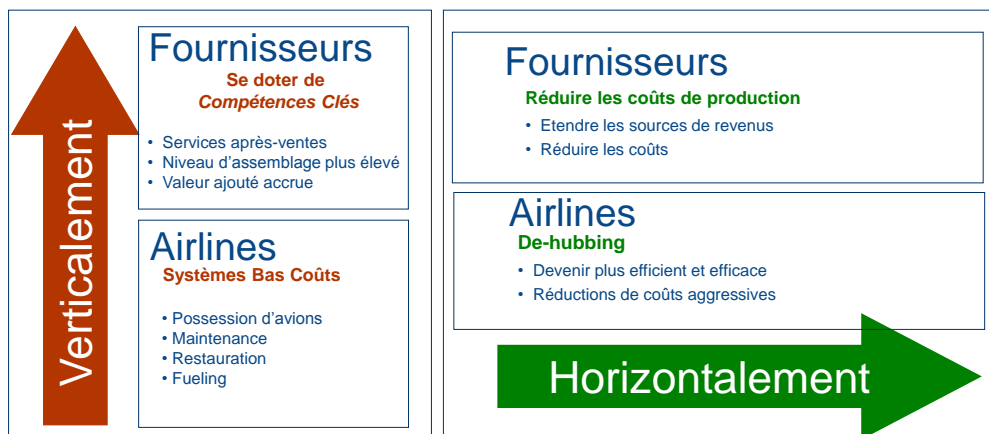 Verticalement
Fournisseurs
Se doter de
Compétences Clés
• Services après-ventes
• Niveau d'assemblage plus élevé
• Valeur ajouté accrue
Airlines
Systèmes Bas Coûts
• Possession d'avions
• Maintenance
• Restauration
• Fueling
Fournisseurs
Réduire les coûts de production
• Etendre les sources de revenus
• Réduire les coûts
Airlines
De-hubbing
• Devenir plus efficient et efficace
• Réductions de coûts aggressives
Horizontalement